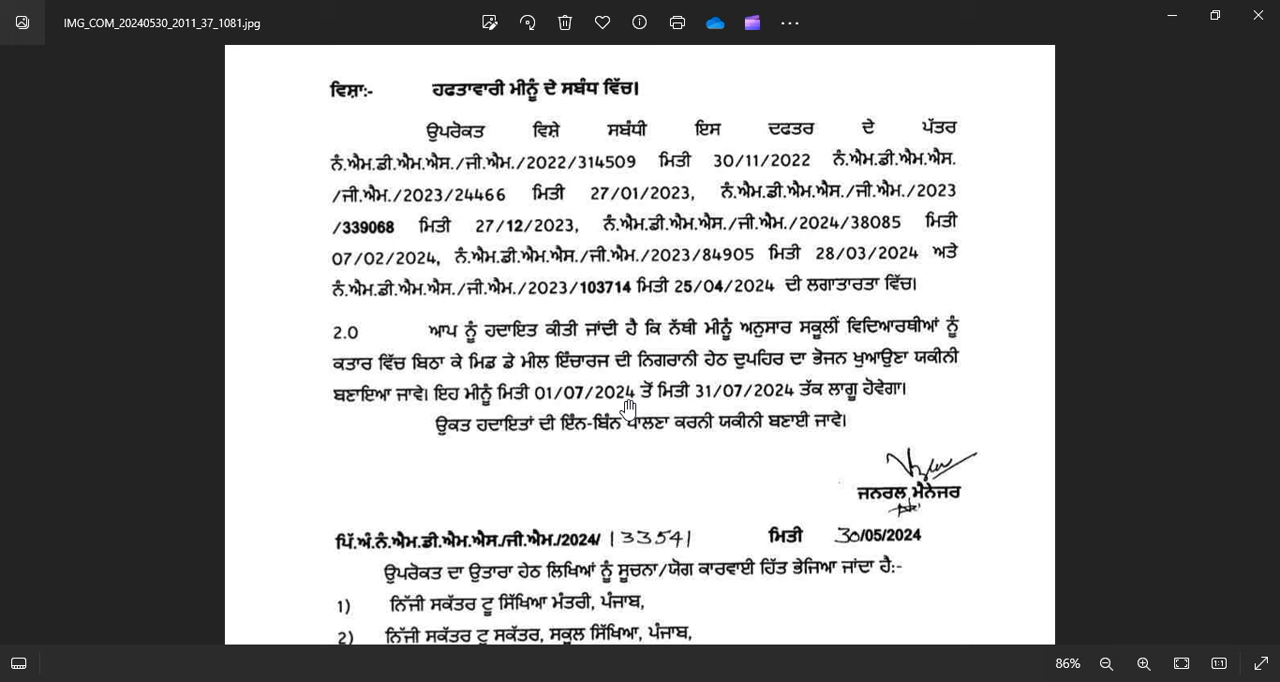 IMG_COM_20240530_2011_37_1081.jpg
ਵਿਸ਼ਾ:- ਹਫਤਾਵਾਰੀ ਮੀਨੂੰ ਦੇ ਸਬੰਧ ਵਿੱਚ।
ਉਪਰੋਕਤ ਵਿਸ਼ੇ ਸਬੰਧੀ ਇਸ ਦਫਤਰ ਦੇ ਪੱਤਰ
ਨੰ.ਐਮ.ਡੀ.ਐਮ.ਐਸ./ਜੀ.ਐਮ./2022/314509 ਮਿਤੀ 30/11/2022 ਨੰ.ਐਮ.ਡੀ.ਐਮ.ਐਸ.
/ਜੀ.ਐਮ./2023/24466 ਮਿਤੀ 27/01/2023, ਨੰ.ਐਮ.ਡੀ.ਐਮ.ਐਸ./ਜੀ.ਐਮ./2023
/339068 ਮਿਤੀ 27/12/2023, ਨੰ.ਐਮ.ਡੀ.ਐਮ.ਐਸ./ਜੀ.ਐਮ./2024/38085 ਮਿਤੀ
07/02/2024, ਨੰ.ਐਮ.ਡੀ.ਐਮ.ਐਸ./ਜੀ.ਐਮ./2023/84905 ਮਿਤੀ 28/03/2024 ਅਤੇ
ਨੰ.ਐਮ.ਡੀ.ਐਮ.ਐਸ./ਜੀ.ਐਮ./2023/103714 ਮਿਤੀ 25/04/2024 ਦੀ ਲਗਾਤਾਰਤਾ ਵਿੱਚ।
2.0 ਆਪ ਨੂੰ ਹਦਾਇਤ ਕੀਤੀ ਜਾਂਦੀ ਹੈ ਕਿ ਨੱਥੀ ਮੀਨੂੰ ਅਨੁਸਾਰ ਸਕੂਲੀਂ ਵਿਦਿਆਰਥੀਆਂ ਨੂੰ
ਕਤਾਰ ਵਿੱਚ ਬਿਠਾ ਕੇ ਮਿਡ ਡੇ ਮੀਲ ਇੰਚਾਰਜ ਦੀ ਨਿਗਰਾਨੀ ਹੇਠ ਦੁਪਹਿਰ ਦਾ ਭੋਜਨ ਖੁਆਉਣਾ ਯਕੀਨੀ
ਬਣਾਇਆ ਜਾਵੇ। ਇਹ ਮੀਨੂੰ ਮਿਤੀ 01/07/2024 ਤੋਂ ਮਿਤੀ 31/07/2024 ਤੱਕ ਲਾਗੂ ਹੋਵੇਗਾ।
ਉਕਤ ਹਦਾਇਤਾਂ ਦੀ ਇੰਨ-ਬਿੰਨ ਪਾਲਣਾ ਕਰਨੀ ਯਕੀਨੀ ਬਣਾਈ ਜਾਵੇ।
ਜਨਰਲ ਮੈਨੇਜਰ
ਪਿੰ.ਅੰ.ਨੰ.ਐਮ.ਡੀ.ਐਮ.ਐਸ./ਜੀ.ਐਮ./2024/ 133541 ਮਿਤੀ 30/05/2024
ਉਪਰੋਕਤ ਦਾ ਉਤਾਰਾ ਹੇਠ ਲਿਖਿਆਂ ਨੂੰ ਸੂਚਨਾ/ਯੋਗ ਕਾਰਵਾਈ ਹਿੱਤ ਭੇਜਿਆ ਜਾਂਦਾ ਹੈ:-
1) ਨਿੱਜੀ ਸਕੱਤਰ ਟੂ ਸਿੱਖਿਆ ਮੰਤਰੀ, ਪੰਜਾਬ,
2) ਨਿੱਜੀ ਸਕੱਤਰ ਟੂ ਸਕੱਤਰ, ਸਕੂਲ ਸਿੱਖਿਆ, ਪੰਜਾਬ,
86%